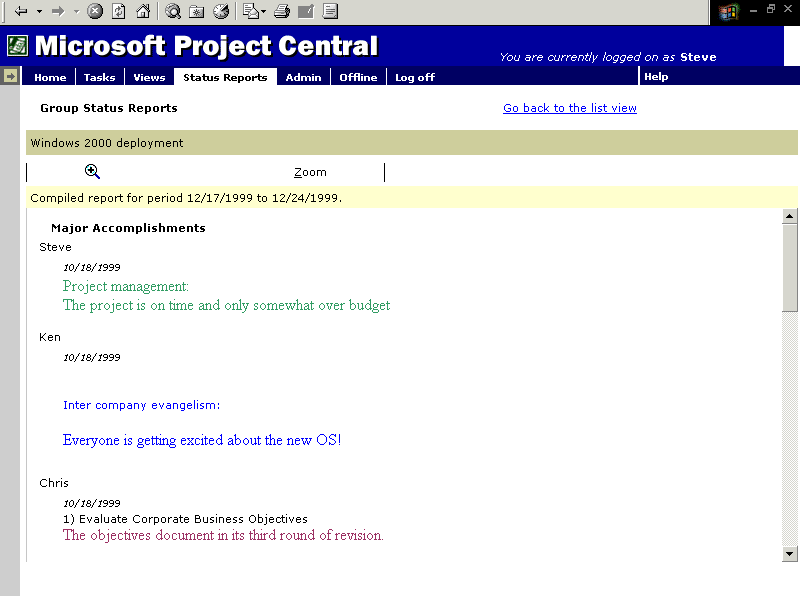 Microsoft Project Central
You are currently logged on as Steve
Home Tasks Views Status Reports Admin Offline Log off Help
Group Status Reports Go back to the list view
Windows 2000 deployment
Zoom
Compiled report for period 12/17/1999 to 12/24/1999.
Major Accomplishments
Steve
10/18/1999
Project management:
The project is on time and only somewhat over budget
Ken
10/18/1999
Inter company evangelism:
Everyone is getting excited about the new OS!
Chris
10/18/1999
1) Evaluate Corporate Business Objectives
The objectives document in its third round of revision.